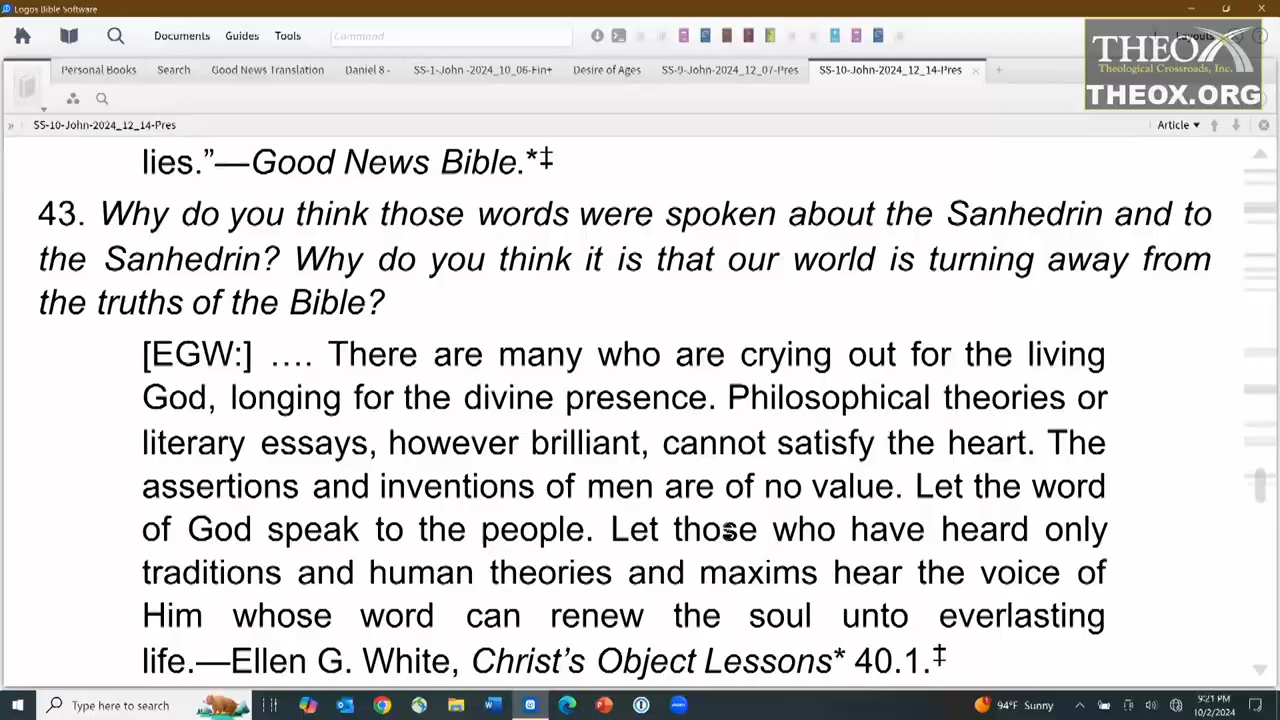 Logos Bible Software
Documents Guides Tools Command Layouts
THEOX
Theological Crossroads, Inc.
THEOX.ORG
Personal Books Search Good News Translation Daniel 8 - 06-Fin+ Desire of Ages SS-9-John-2024_12_07-Pres SS-10-John-2024_12_14-Pres
SS-10-John-2024_12_14-Pres Article
lies.”—Good News Bible.*‡
43. Why do you think those words were spoken about the Sanhedrin and to
the Sanhedrin? Why do you think it is that our world is turning away from
the truths of the Bible?
[EGW:] …. There are many who are crying out for the living
God, longing for the divine presence. Philosophical theories or
literary essays, however brilliant, cannot satisfy the heart. The
assertions and inventions of men are of no value. Let the word
of God speak to the people. Let those who have heard only
traditions and human theories and maxims hear the voice of
Him whose word can renew the soul unto everlasting
life.—Ellen G. White, Christ’s Object Lessons* 40.1.‡
Type here to search
94°F Sunny
9:21 PM
10/2/2024